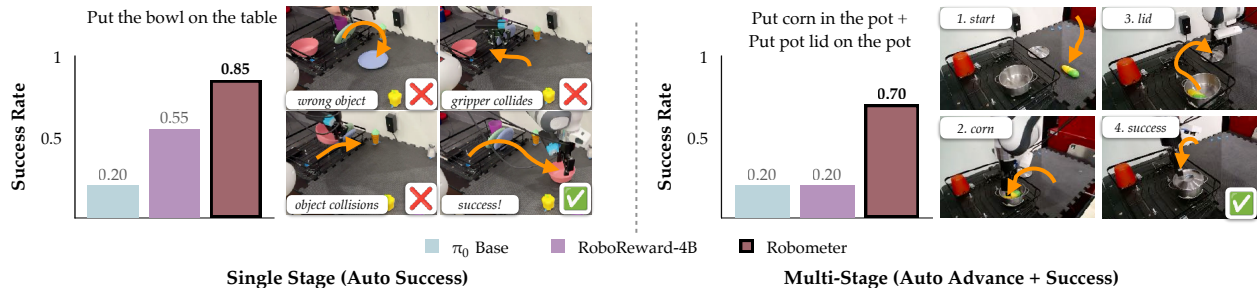 Put the bowl on the table
Success Rate
1
0.5
0.20
0.55
0.85
wrong object
gripper collides
object collisions
success!
Put corn in the pot +
Put pot lid on the pot
Success Rate
1
0.5
0.20
0.20
0.70
1. start
3. lid
2. corn
4. success
π0 Base
RoboReward-4B
Robometer
Single Stage (Auto Success)
Multi-Stage (Auto Advance + Success)